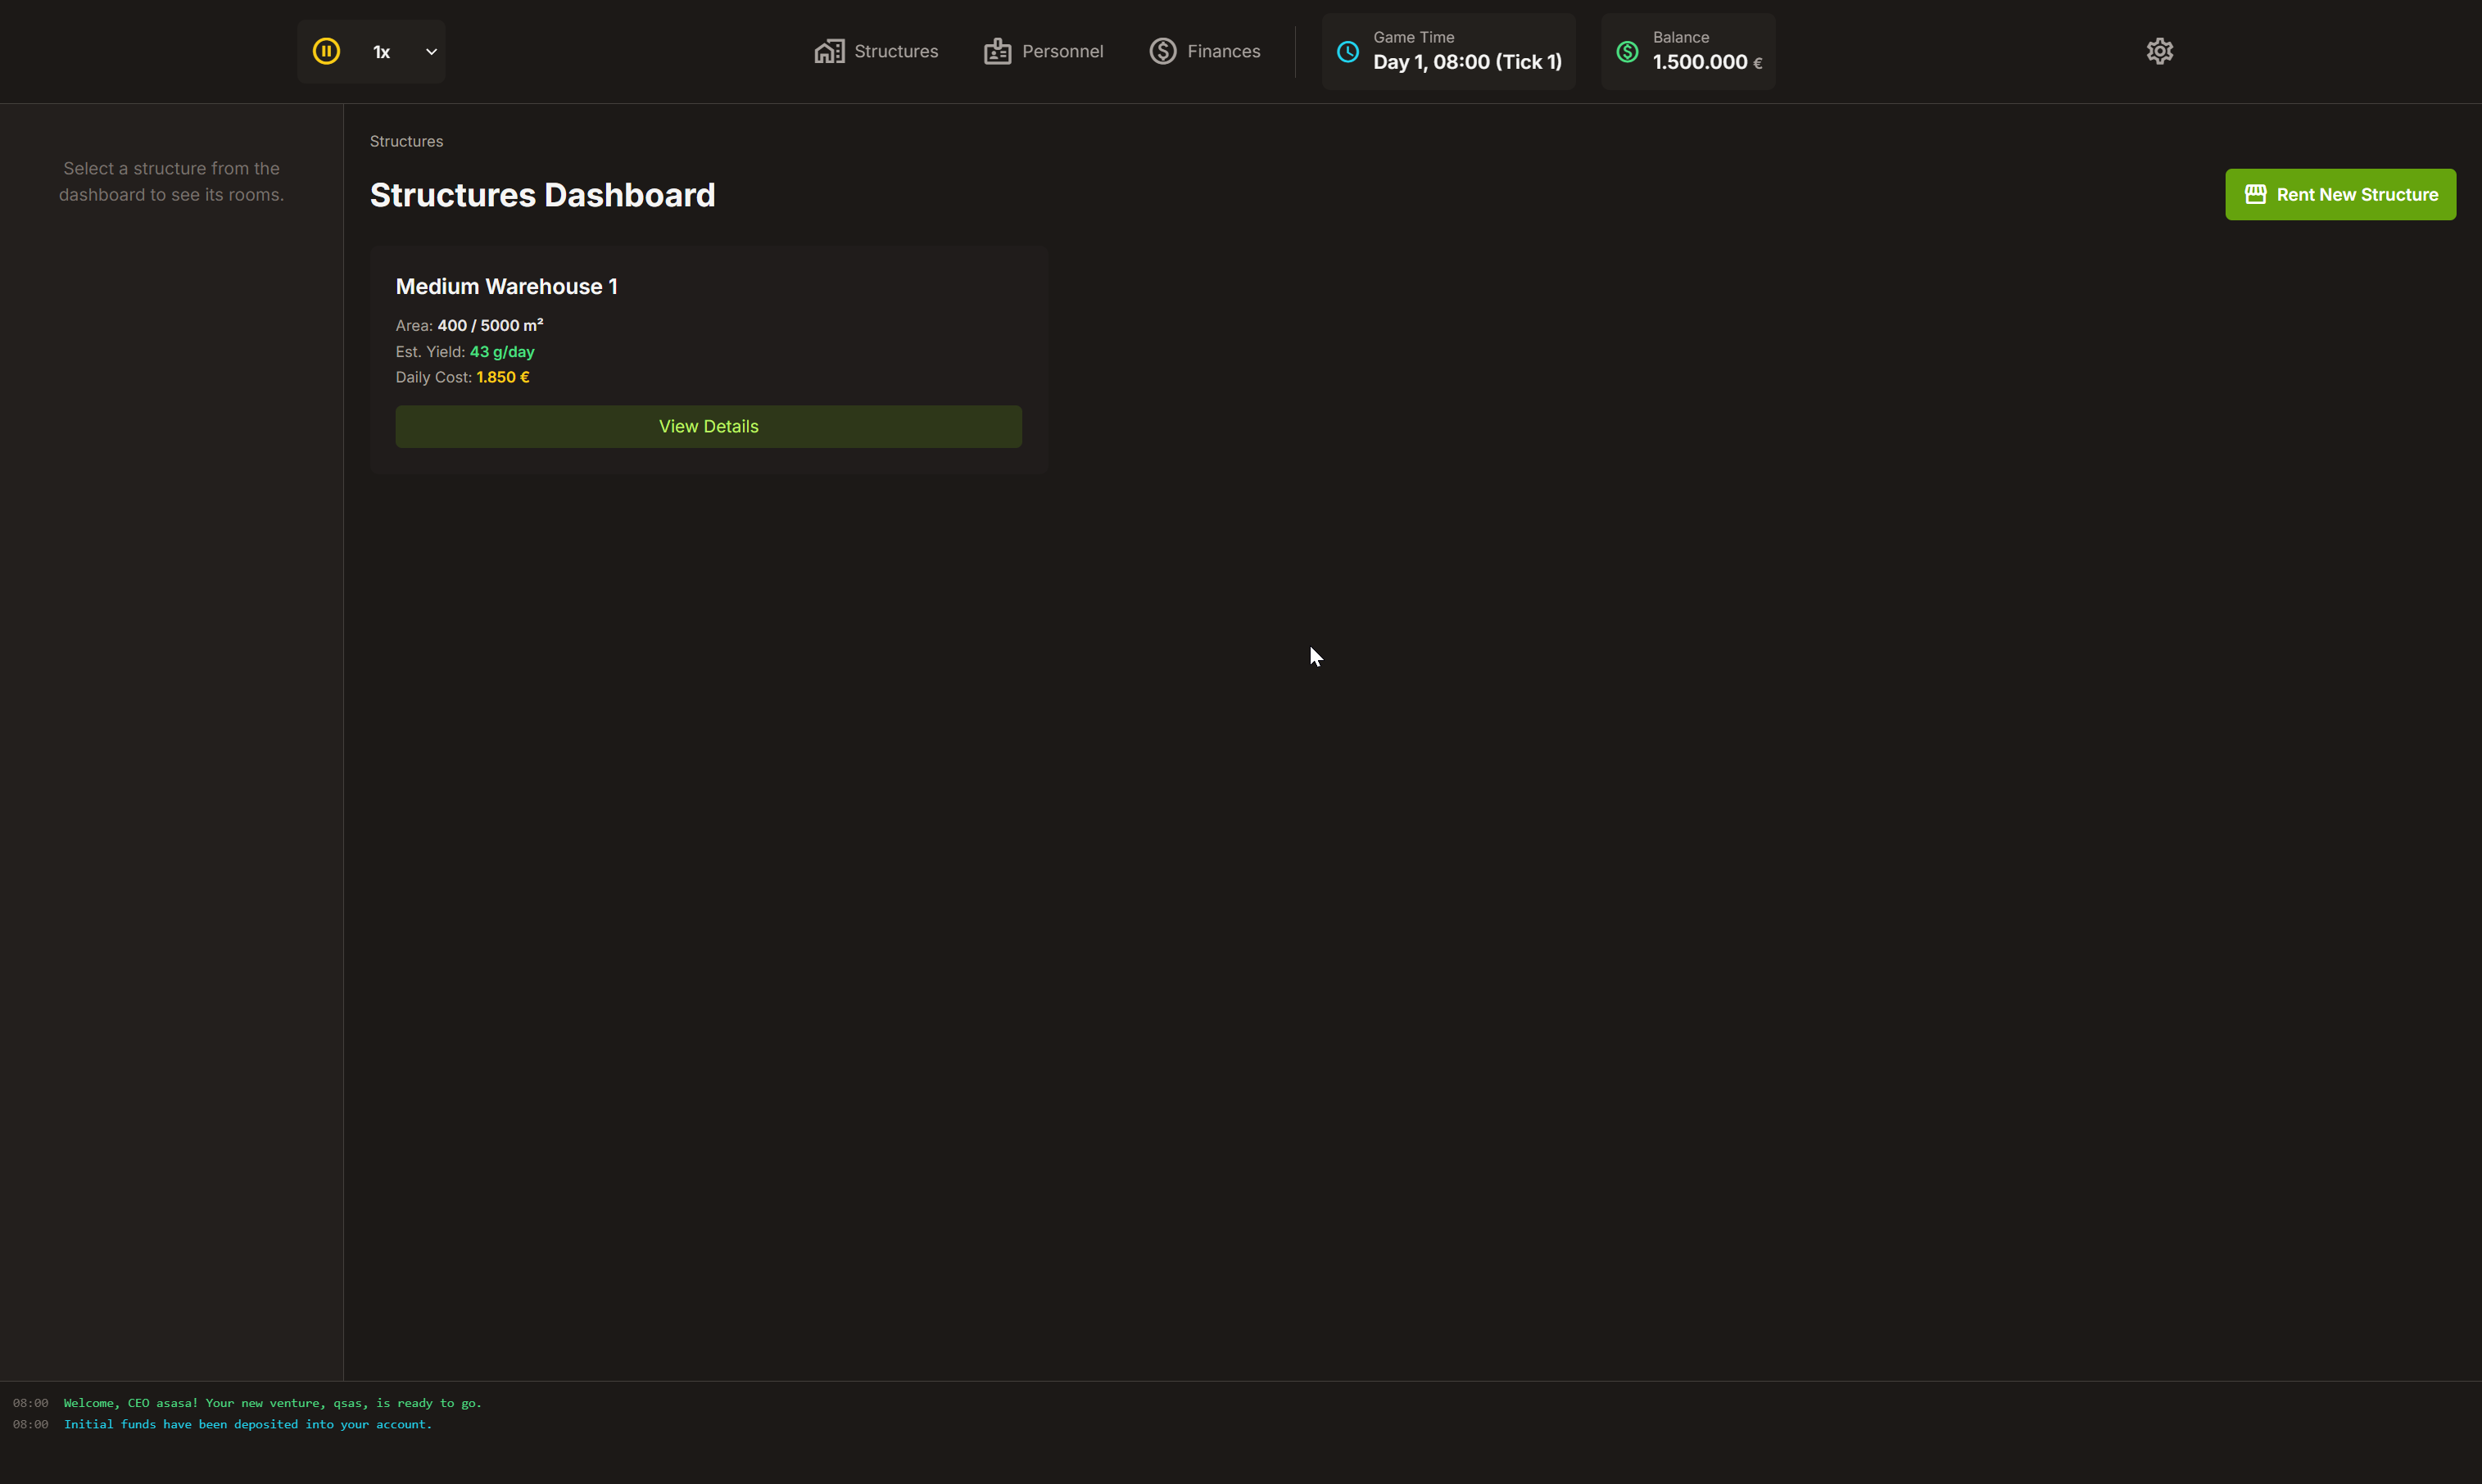 1x
Structures
Personnel
Finances
Game Time
Day 1, 08:00 (Tick 1)
Balance
1.500.000 €
Select a structure from the
dashboard to see its rooms.
Structures
Structures Dashboard
Rent New Structure
Medium Warehouse 1
Area: 400 / 5000 m²
Est. Yield: 43 g/day
Daily Cost: 1.850 €
View Details
08:00 Welcome, CEO asasa! Your new venture, qsas, is ready to go.
08:00 Initial funds have been deposited into your account.